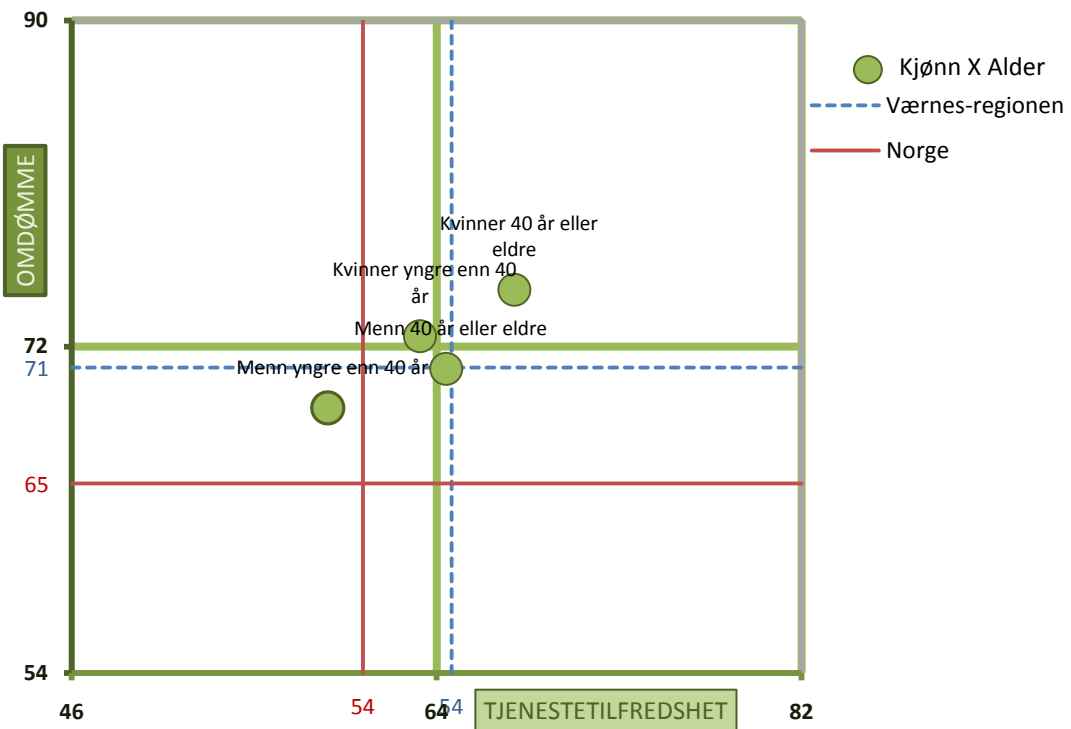 90
OMDØMME
72
71
65
54
46
54
64
54
TJENESTETILFREDSHET
82
Kvinner 40 år eller
eldre
Kvinner yngre enn 40
år
Menn 40 år eller eldre
Menn yngre enn 40 år
Kjønn X Alder
Værnes-regionen
Norge